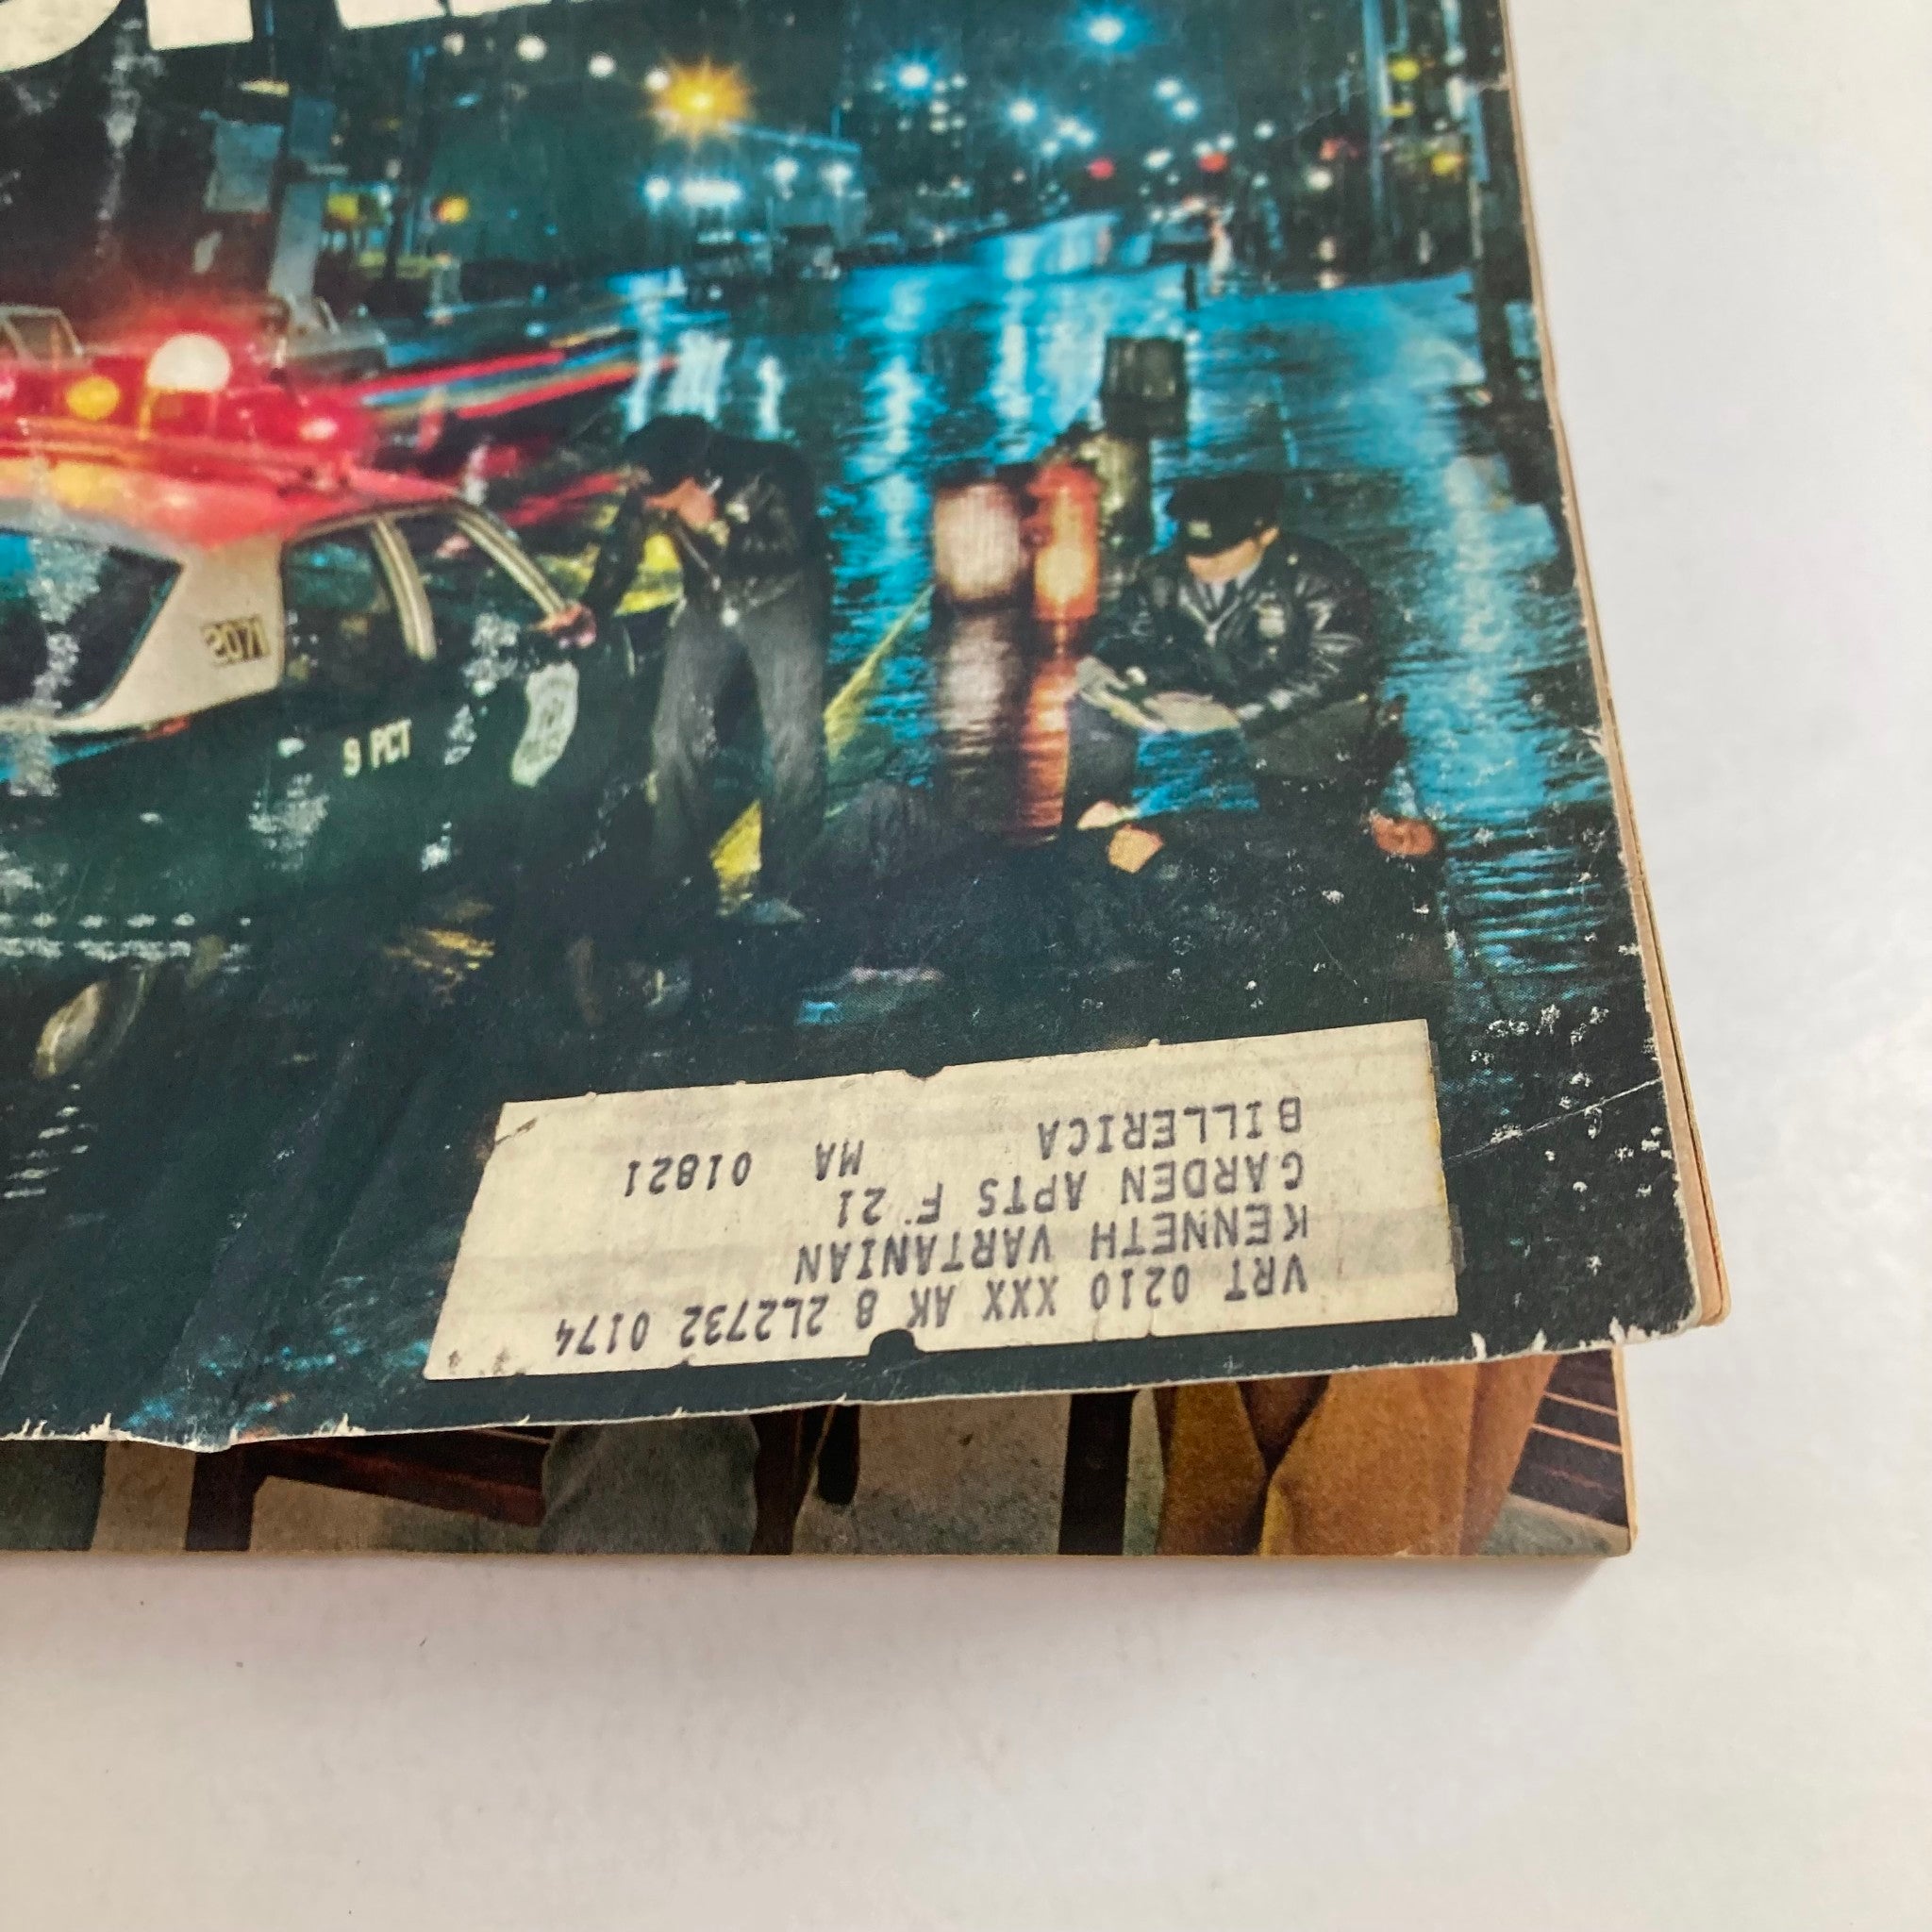 2071
9 PCT
VRT 0210 XXX AK 8 2L2732 0174
KENNETH VARTANIAN
GARDEN APTS F 21
BILLERICA MA 01821